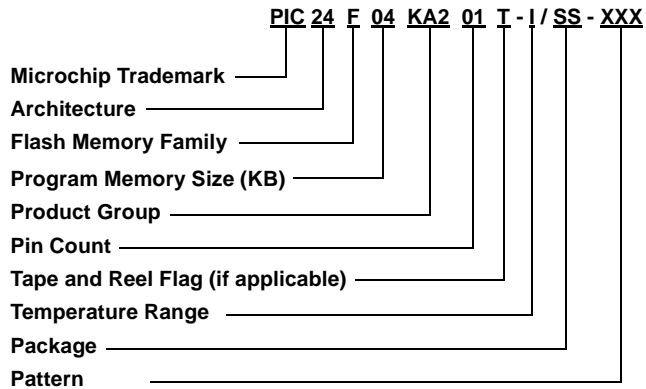 PIC 24 F 04 KA2 01 T - I / SS - XXX
Microchip Trademark
Architecture
Flash Memory Family
Program Memory Size (KB)
Product Group
Pin Count
Tape and Reel Flag (if applicable)
Temperature Range
Package
Pattern